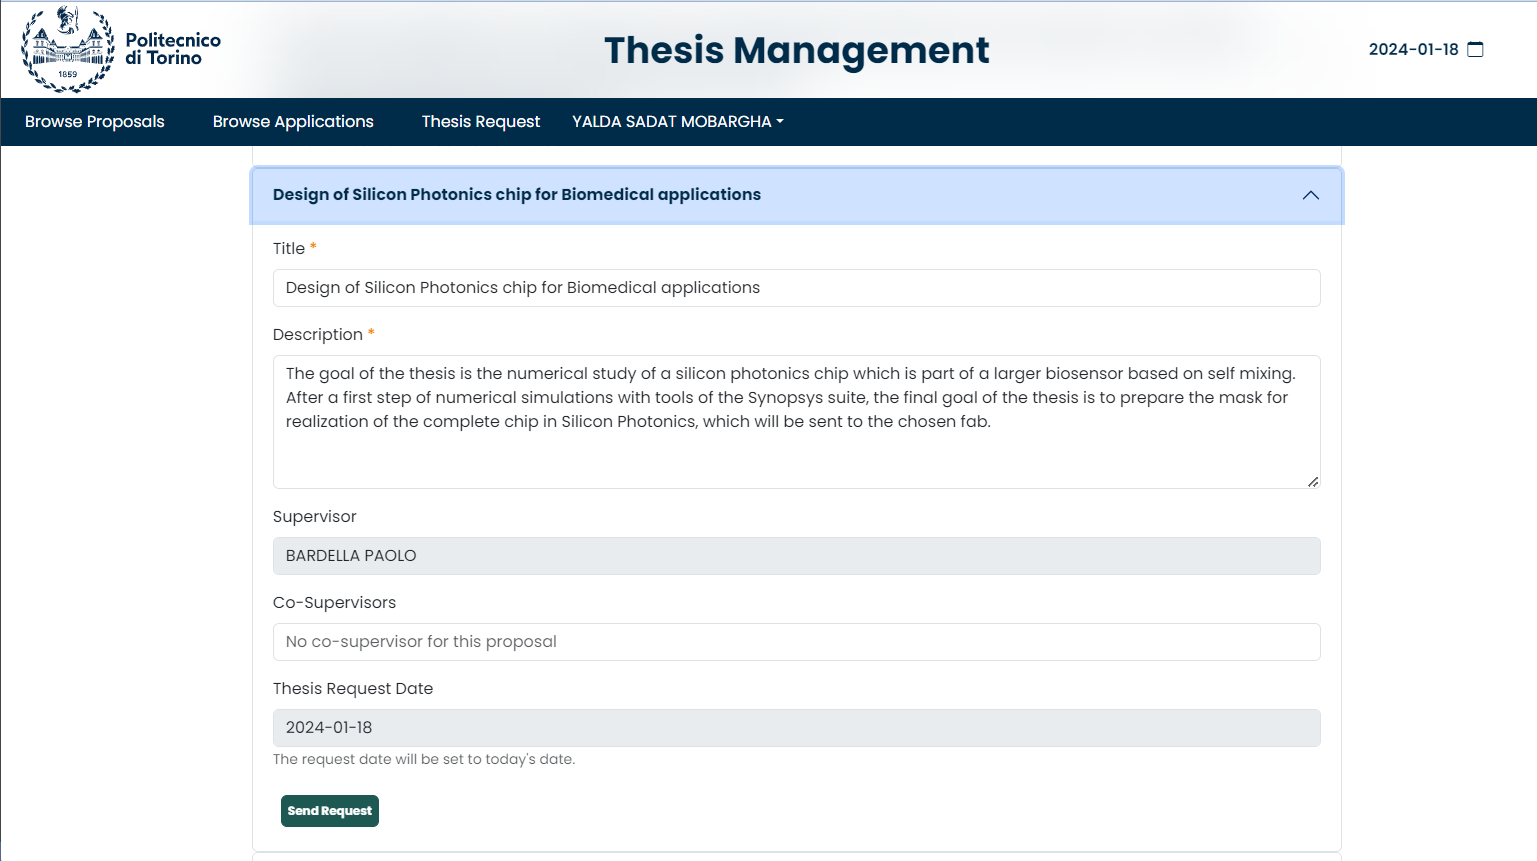 1859
Politecnico
di Torino
Thesis Management
2024-01-18
Browse Proposals
Browse Applications
Thesis Request
YALDA SADAT MOBARGHA
Design of Silicon Photonics chip for Biomedical applications
Title *
Design of Silicon Photonics chip for Biomedical applications
Description *
The goal of the thesis is the numerical study of a silicon photonics chip which is part of a larger biosensor based on self mixing.
After a first step of numerical simulations with tools of the Synopsys suite, the final goal of the thesis is to prepare the mask for
realization of the complete chip in Silicon Photonics, which will be sent to the chosen fab.
Supervisor
BARDELLA PAOLO
Co-Supervisors
No co-supervisor for this proposal
Thesis Request Date
2024-01-18
The request date will be set to today's date.
Send Request